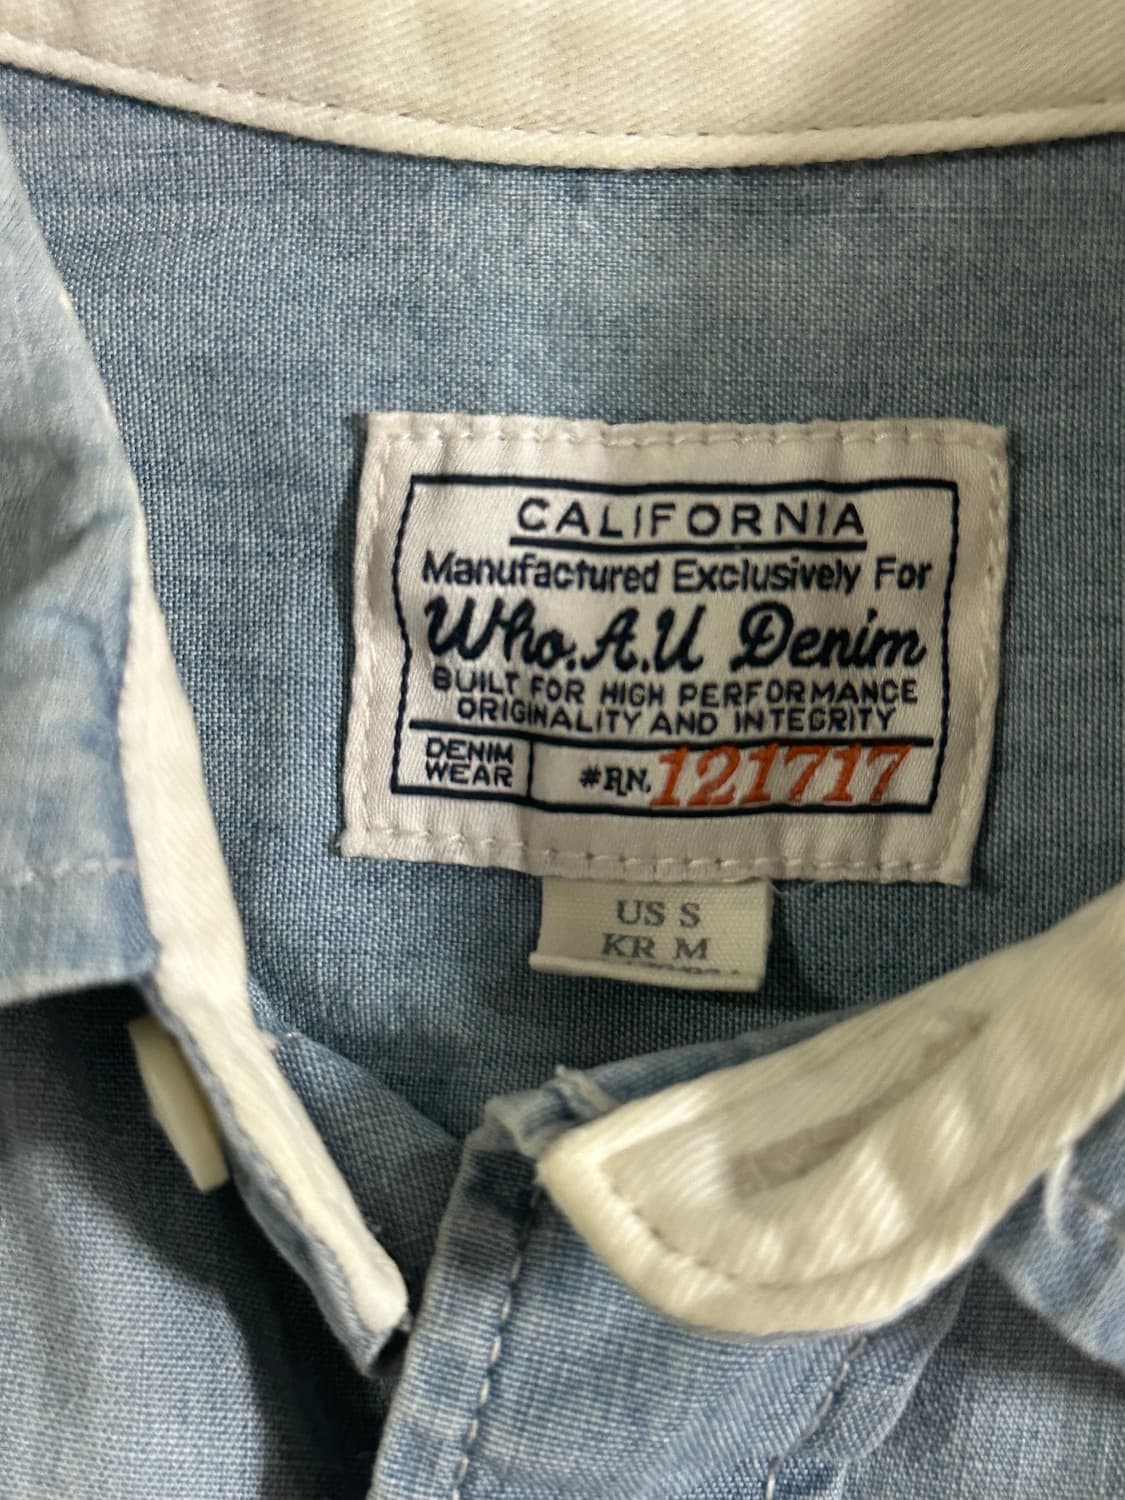 CALIFORNIA
Manufactured Exclusively For
Who.A.U Denim
BUILT FOR HIGH PERFORMANCE
ORIGINALITY AND INTEGRITY
DENIM
WEAR
#RN. 121717
US S
KR M